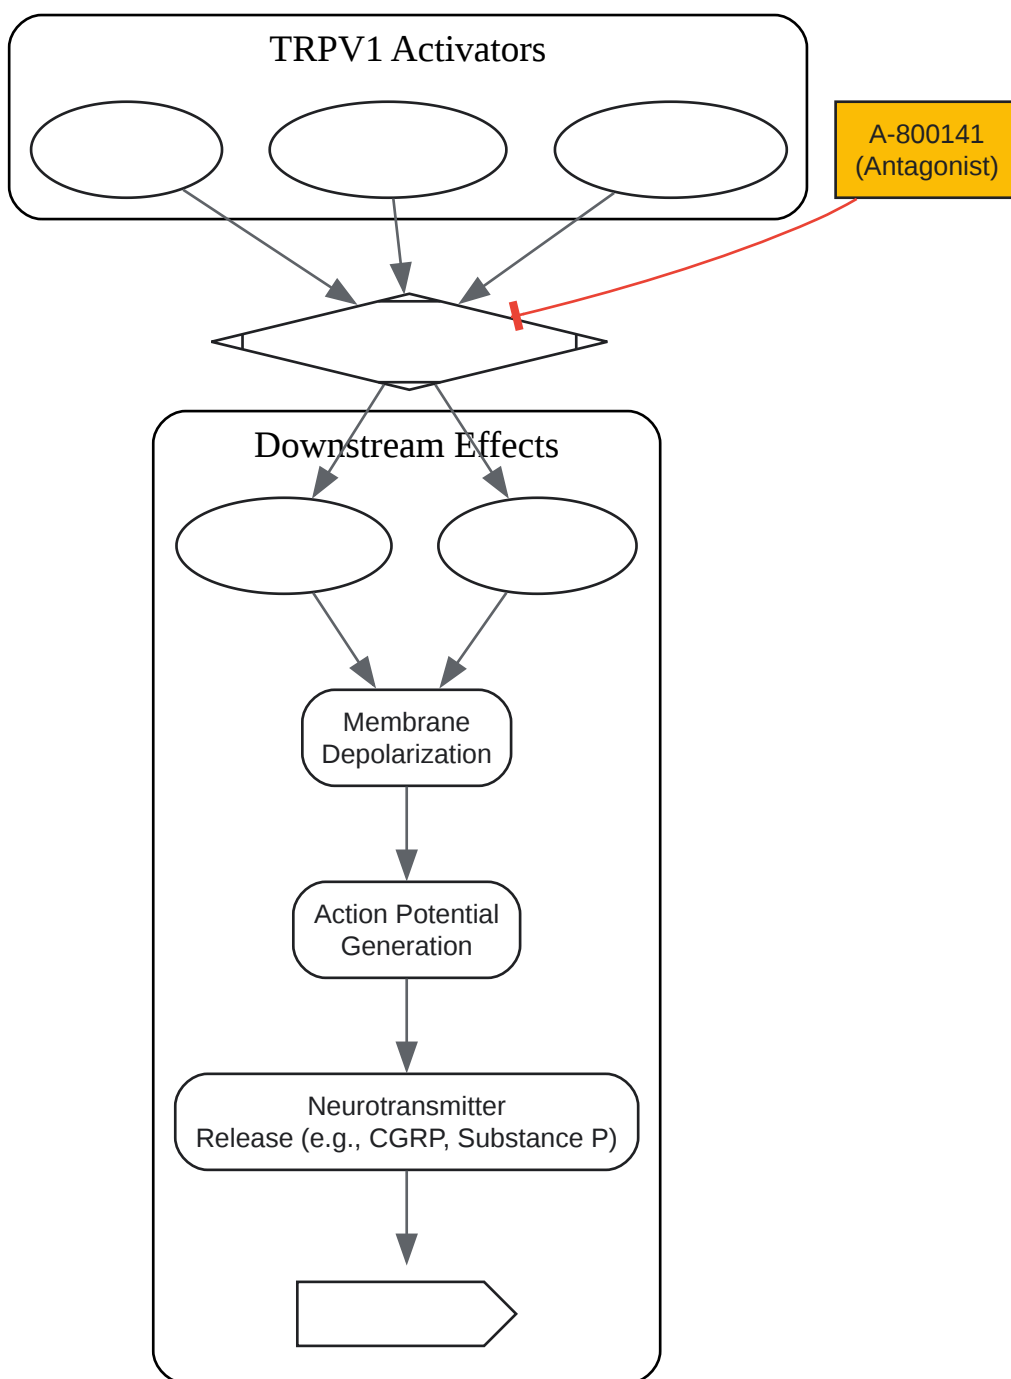 TRPV1 Activators
A-800141
(Antagonist)
Downstream Effects
Membrane
Depolarization
Action Potential
Generation
Neurotransmitter
Release (e.g., CGRP, Substance P)